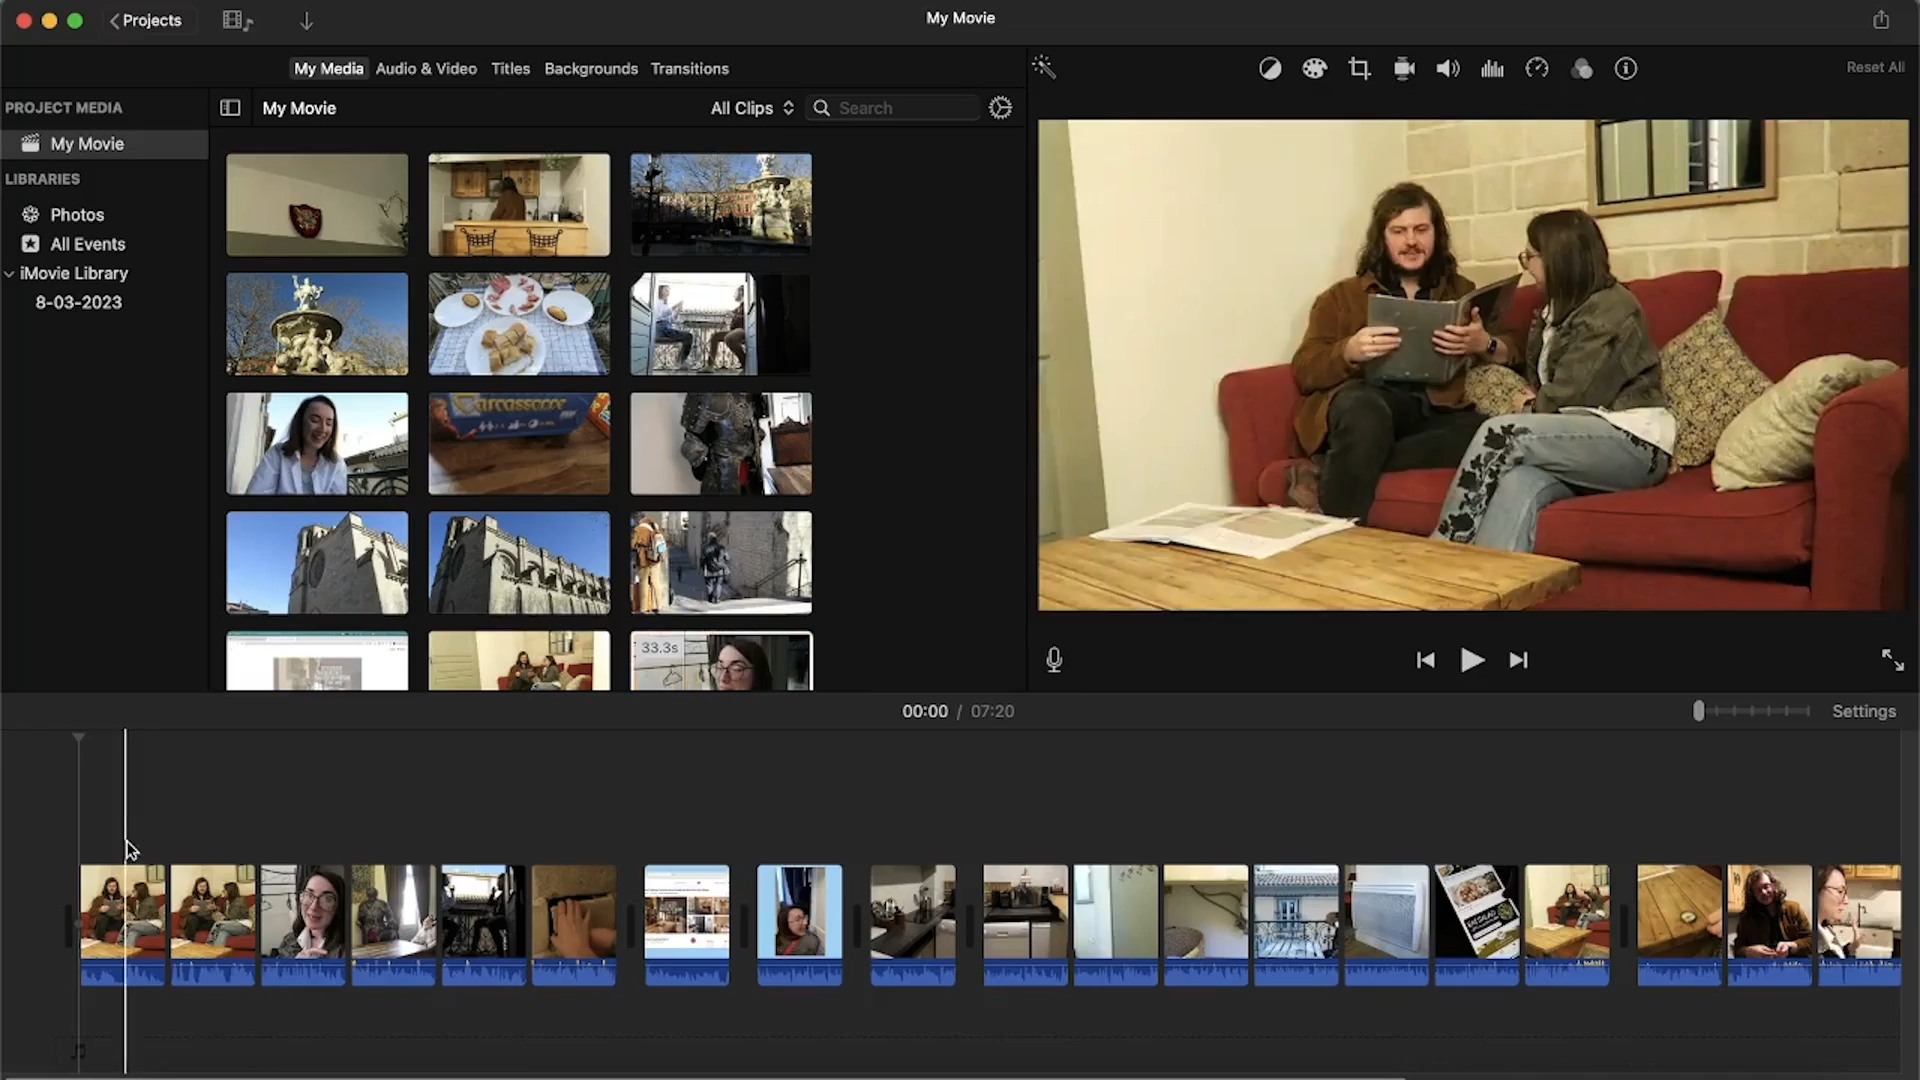 Projects
My Movie
My Media Audio & Video Titles Backgrounds Transitions
Reset All
PROJECT MEDIA
My Movie
All Clips
Search
My Movie
LIBRARIES
Photos
All Events
iMovie Library
8-03-2023
Carcassonne
33.3s
00:00 / 07:20
Settings